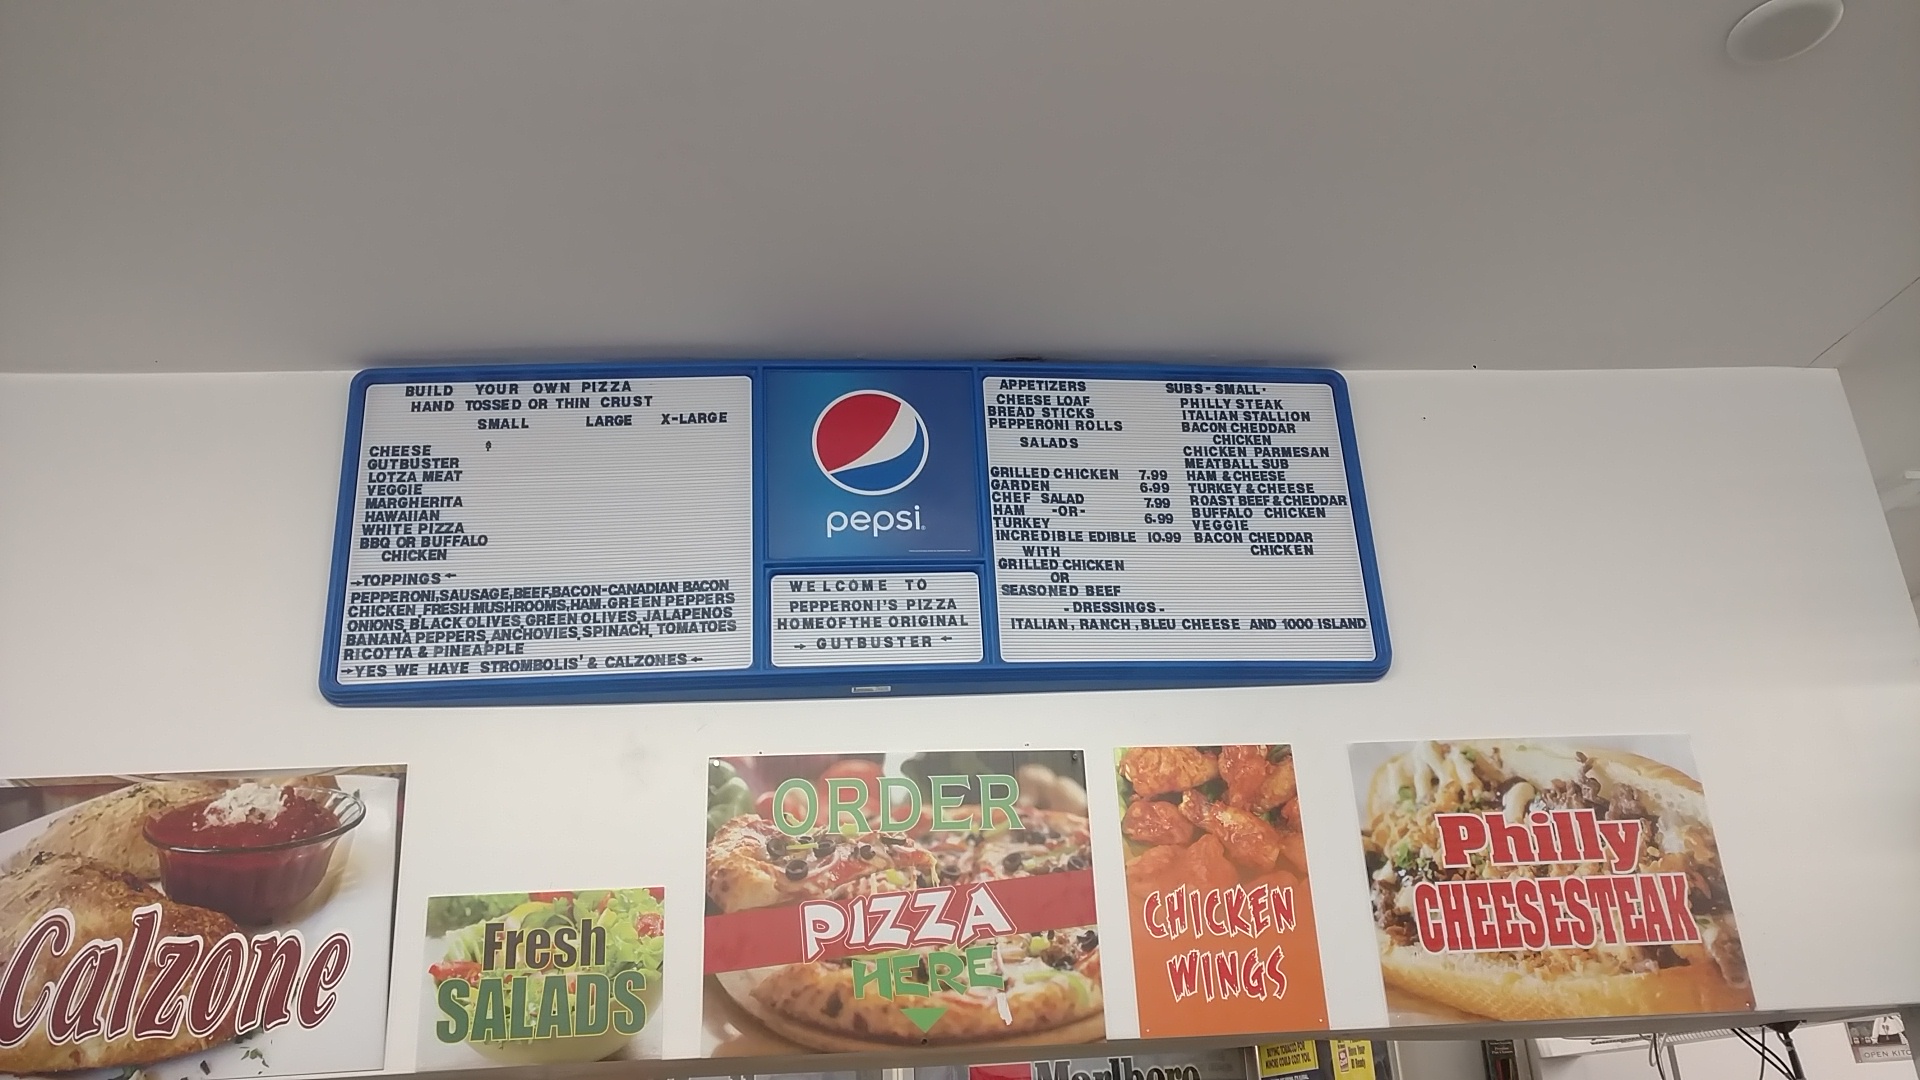 BUILD YOUR OWN PIZZA
HAND TOSSED OR THIN CRUST
SMALL LARGE X-LARGE
CHEESE
GUTBUSTER
LOTZA MEAT
VEGGIE
MARGHERITA
HAWAIIAN
WHITE PIZZA
BBQ OR BUFFALO
CHICKEN
→TOPPINGS←
PEPPERONI,SAUSAGE,BEEF,BACON-CANADIAN BACON
CHICKEN, FRESH MUSHROOMS,HAM,GREEN PEPPERS
ONIONS, BLACK OLIVES, GREEN OLIVES, JALAPENOS
BANANA PEPPERS, ANCHOVIES, SPINACH, TOMATOES
RICOTTA & PINEAPPLE
→YES WE HAVE STROMBOLIS' & CALZONES←
pepsi
WELCOME TO
PEPPERONI'S PIZZA
HOME OF THE ORIGINAL
→ GUTBUSTER ←
APPETIZERS
CHEESE LOAF
BREAD STICKS
PEPPERONI ROLLS
SALADS
GRILLED CHICKEN 7.99
GARDEN 6.99
CHEF SALAD 7.99
HAM -OR-
TURKEY 6.99
INCREDIBLE EDIBLE 10.99
WITH
GRILLED CHICKEN
OR
SEASONED BEEF
SUBS-SMALL-
PHILLY STEAK
ITALIAN STALLION
BACON CHEDDAR
CHICKEN
CHICKEN PARMESAN
MEATBALL SUB
HAM & CHEESE
TURKEY & CHEESE
ROAST BEEF & CHEDDAR
BUFFALO CHICKEN
VEGGIE
BACON CHEDDAR
CHICKEN
-DRESSINGS-
ITALIAN, RANCH, BLEU CHEESE AND 1000 ISLAND
Calzone
Fresh
SALADS
ORDER
PIZZA
HERE
CHICKEN
WINGS
Philly
CHEESESTEAK
Marlboro
OPEN